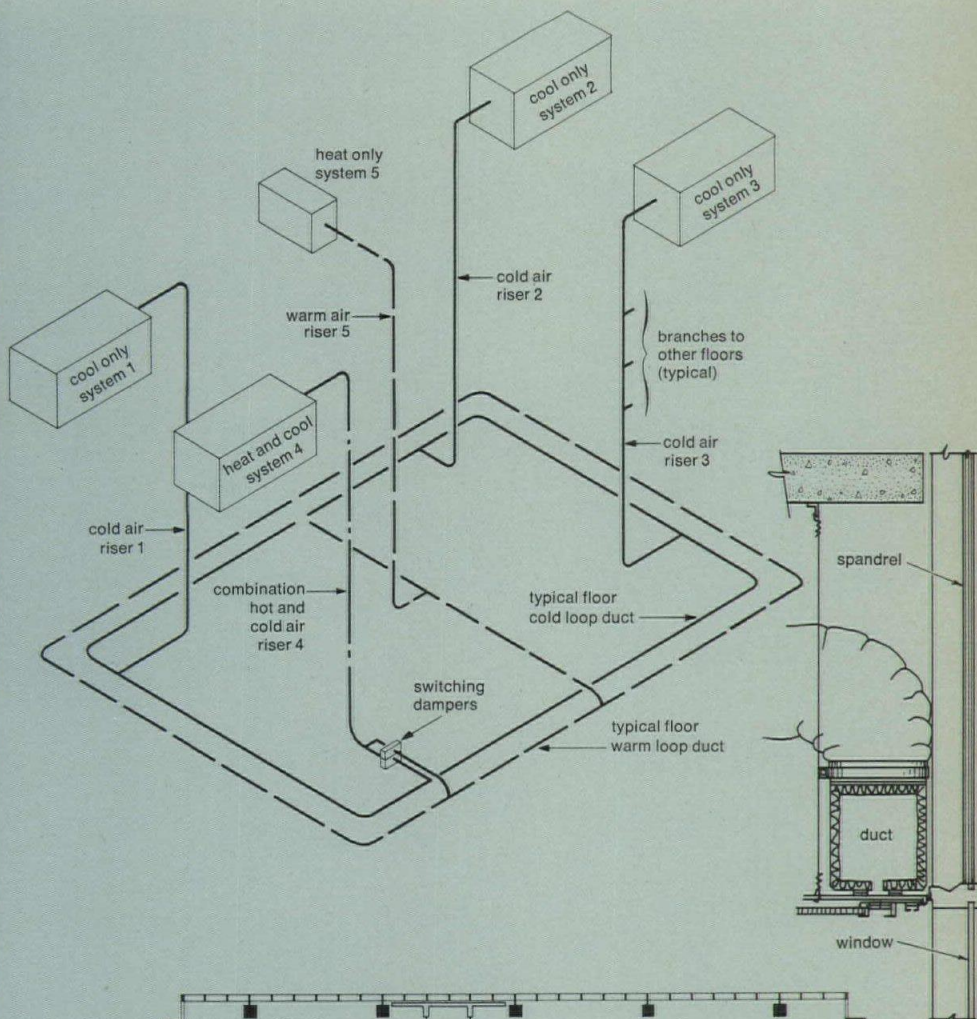 cool only
system 2
heat only
system 5
cool only
system 3
cold air
riser 2
warm air
riser 5
branches to
other floors
(typical)
cool only
system 1
heat and cool
system 4
cold air
riser 3
cold air
riser 1
spandrel
combination
hot and
cold air
riser 4
typical floor
cold loop duct
switching
dampers
typical floor
warm loop duct
duct
window